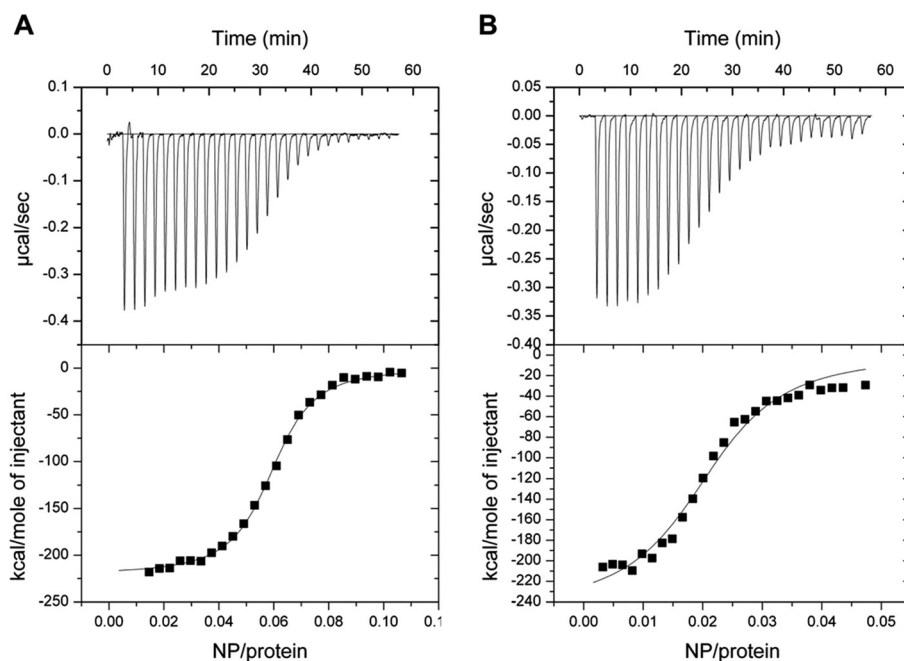 A
Time (min)
0 10 20 30 40 50 60
0.1
0.0
-0.1
-0.2
-0.3
-0.4
µcal/sec
0
-50
-100
-150
-200
-250
kcal/mole of injectant
0.00 0.02 0.04 0.06 0.08 0.10 0.1
NP/protein
B
Time (min)
0 10 20 30 40 50 60
0.05
0.00
-0.05
-0.10
-0.15
-0.20
-0.25
-0.30
-0.35
-0.40
µcal/sec
0
-20
-40
-60
-80
-100
-120
-140
-160
-180
-200
-220
-240
kcal/mole of injectant
0.00 0.01 0.02 0.03 0.04 0.05
NP/protein